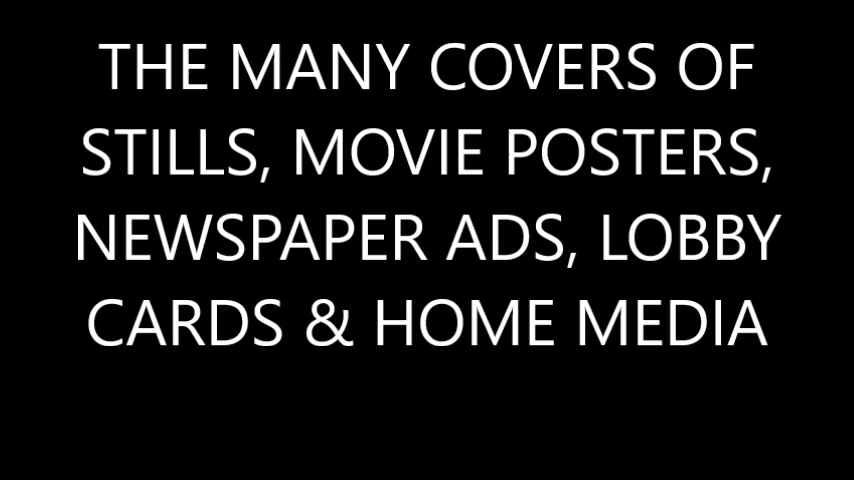 THE MANY COVERS OF
STILLS, MOVIE POSTERS,
NEWSPAPER ADS, LOBBY
CARDS & HOME MEDIA